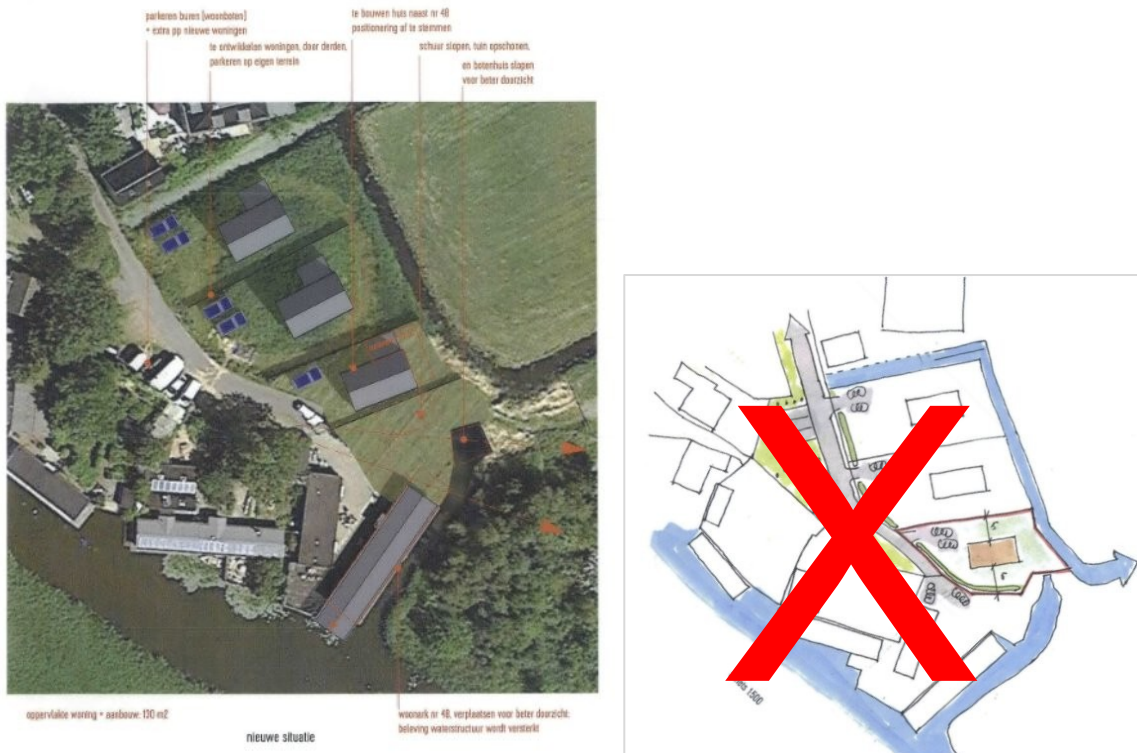 parkeren buren (woonboten)
+ extra pp nieuwe woningen
te ontwikkelen woningen, door derden,
parkeren op eigen terrein
te bouwen huis naast nr 48
positionering af te stemmen
schuur slopen, tuin opschonen,
en botenhuis slopen
voor beter doorzicht
oppervlakte woning + aanbouw: 130 m2
nieuwe situatie
woonark nr 48, verplaatsen voor beter doorzicht:
beleving waterstructuur wordt versterkt
1:500